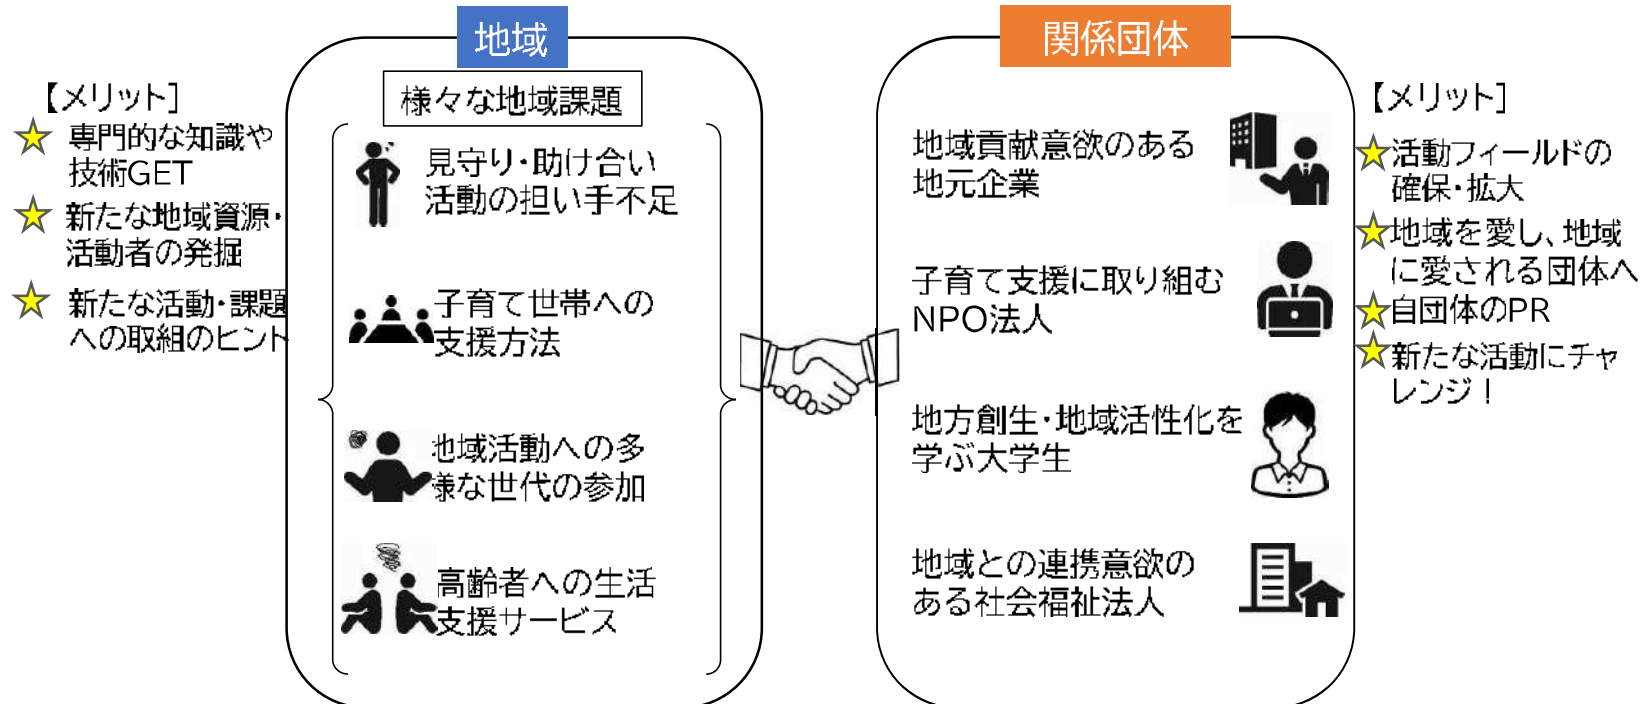 【メリット】
専門的な知識や
技術GET
新たな地域資源・
活動者の発掘
新たな活動・課題
への取組のヒント
地域
様々な地域課題
見守り・助け合い
活動の担い手不足
子育て世帯への
支援方法
地域活動への多
様な世代の参加
高齢者への生活
支援サービス
関係団体
地域貢献意欲のある
地元企業
子育て支援に取り組む
NPO法人
地方創生・地域活性化を
学ぶ大学生
地域との連携意欲の
ある社会福祉法人
【メリット】
活動フィールドの
確保・拡大
地域を愛し、地域
に愛される団体へ
自団体のPR
新たな活動にチャ
レンジ！